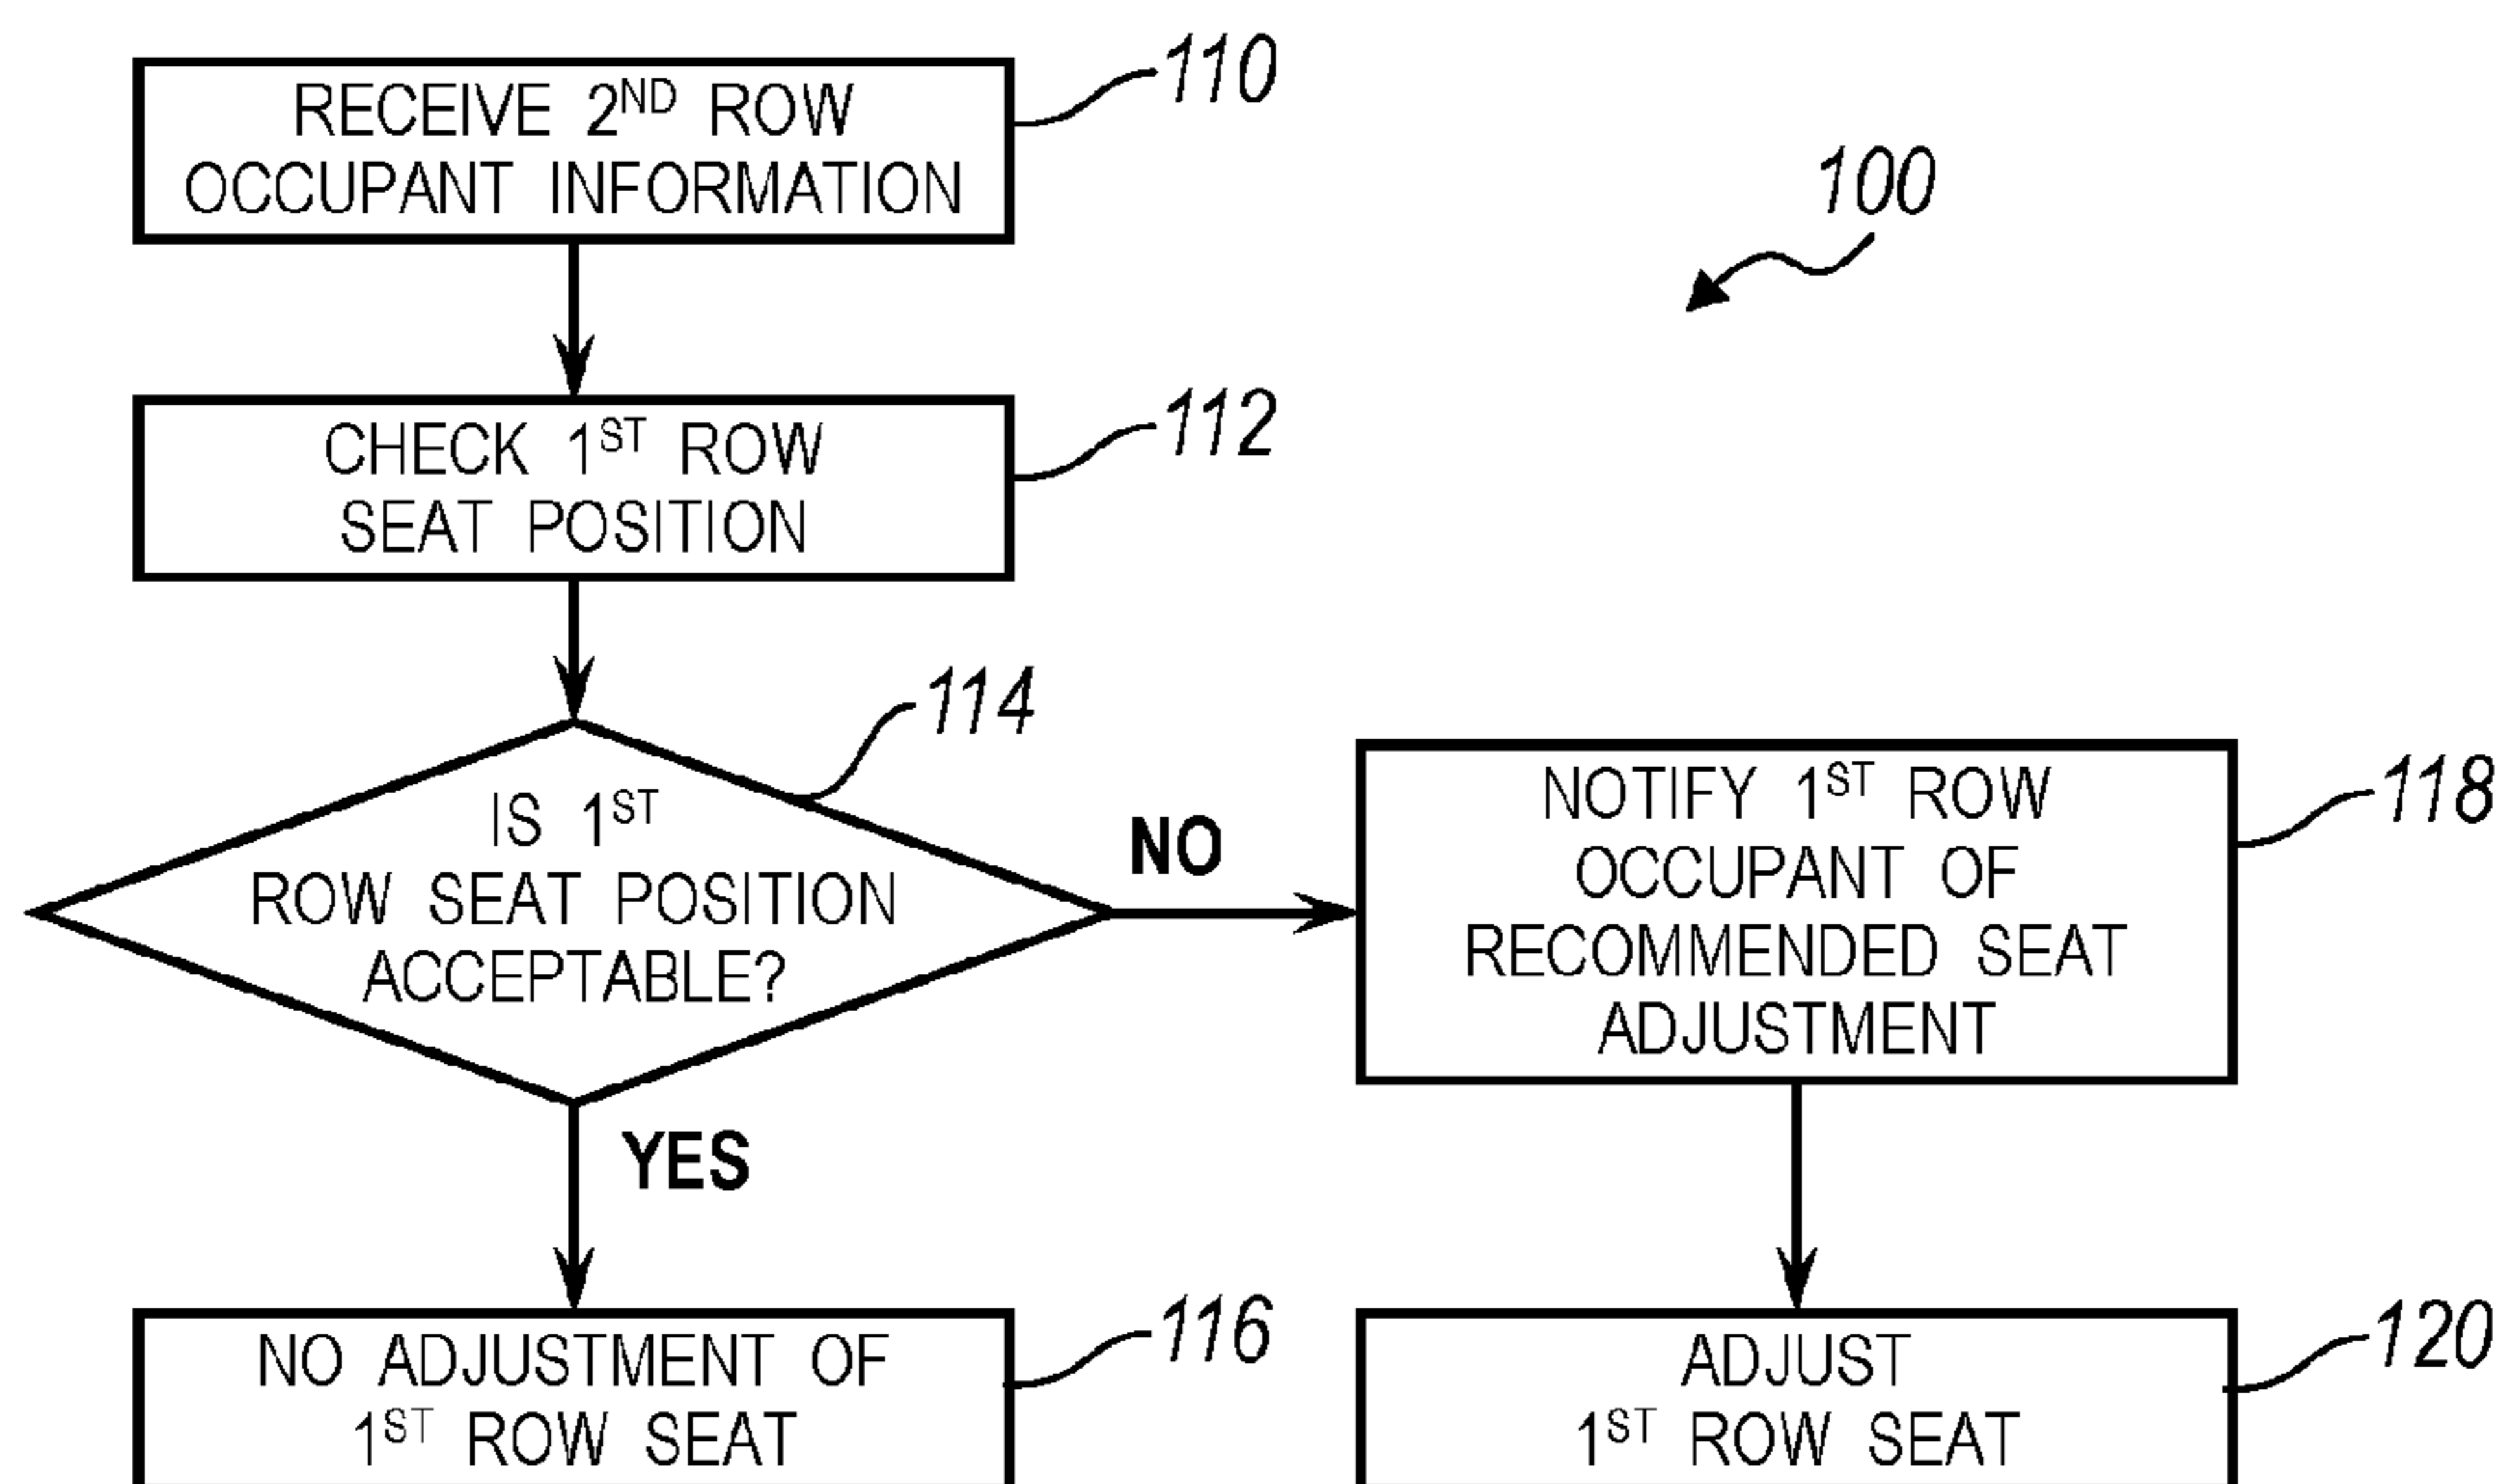 RECEIVE 2ND ROW
OCCUPANT INFORMATION
110
100
CHECK 1ST ROW
SEAT POSITION
112
114
IS 1ST
ROW SEAT POSITION
ACCEPTABLE?
NO
NOTIFY 1ST ROW
OCCUPANT OF
RECOMMENDED SEAT
ADJUSTMENT
118
YES
NO ADJUSTMENT OF
1ST ROW SEAT
116
ADJUST
1ST ROW SEAT
120